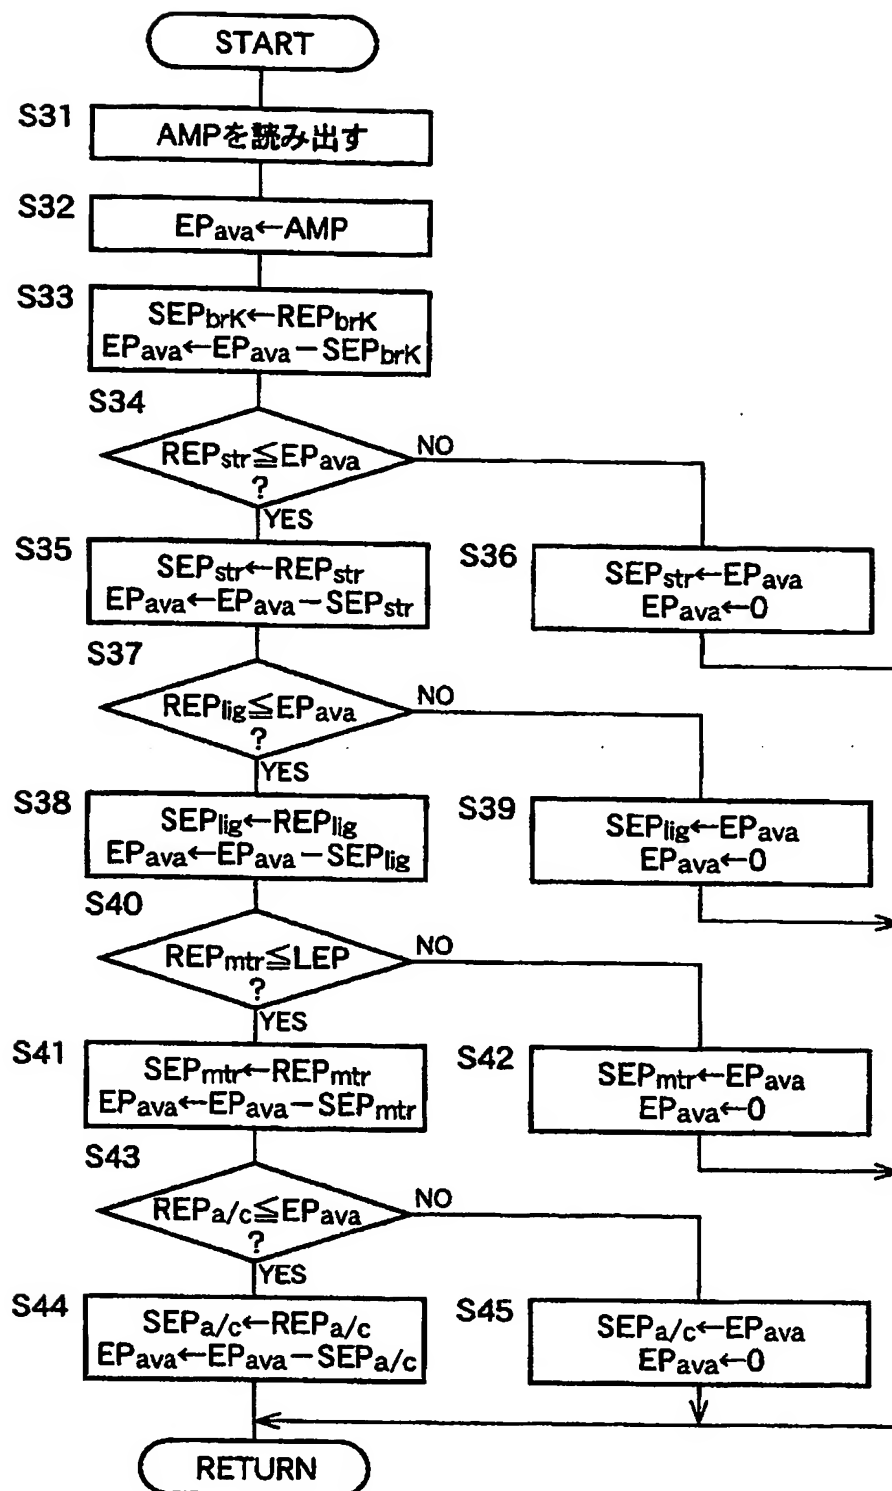 START
S31
AMPを読み出す
S32
EPava←AMP
S33
SEPbrK←REPbrK
EPava←EPava−SEPbrK
S34
REPstr≦EPava
?
NO
YES
S35
SEPstr←REPstr
EPava←EPava−SEPstr
S36
SEPstr←EPava
EPava←0
S37
REPlig≦EPava
?
NO
YES
S38
SEPlig←REPlig
EPava←EPava−SEPlig
S39
SEPlig←EPava
EPava←0
S40
REPmtr≦LEP
?
NO
YES
S41
SEPmtr←REPmtr
EPava←EPava−SEPmtr
S42
SEPmtr←EPava
EPava←0
S43
REPa/c≦EPava
?
NO
YES
S44
SEPa/c←REPa/c
EPava←EPava−SEPa/c
S45
SEPa/c←EPava
EPava←0
RETURN